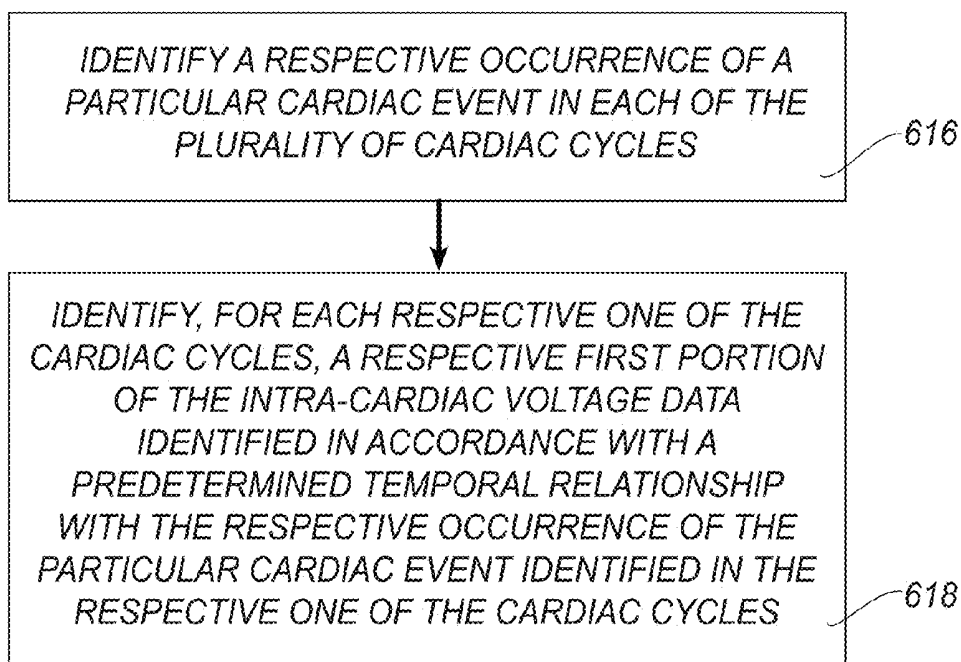 IDENTIFY A RESPECTIVE OCCURRENCE OF A
PARTICULAR CARDIAC EVENT IN EACH OF THE
PLURALITY OF CARDIAC CYCLES
616
IDENTIFY, FOR EACH RESPECTIVE ONE OF THE
CARDIAC CYCLES, A RESPECTIVE FIRST PORTION
OF THE INTRA-CARDIAC VOLTAGE DATA
IDENTIFIED IN ACCORDANCE WITH A
PREDETERMINED TEMPORAL RELATIONSHIP
WITH THE RESPECTIVE OCCURRENCE OF THE
PARTICULAR CARDIAC EVENT IDENTIFIED IN THE
RESPECTIVE ONE OF THE CARDIAC CYCLES
618